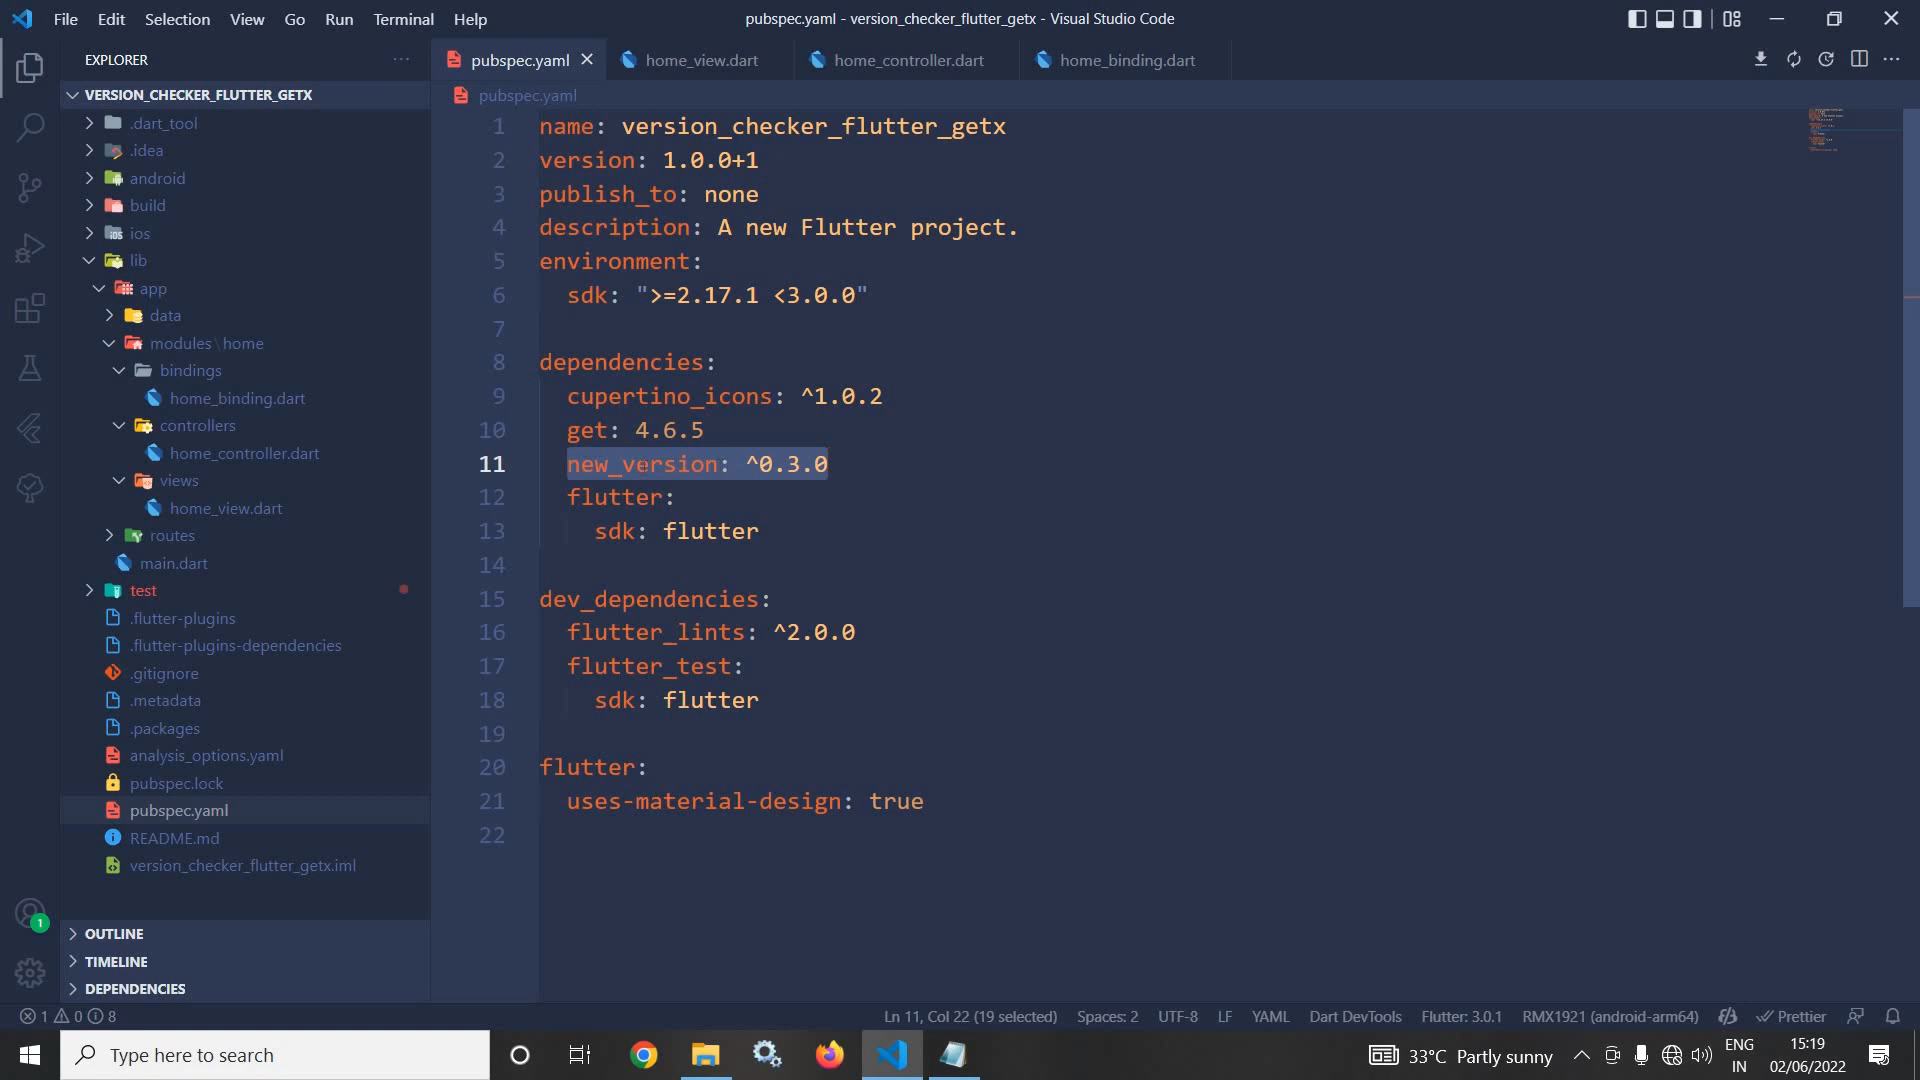 File Edit Selection View Go Run Terminal Help
pubspec.yaml - version_checker_flutter_getx - Visual Studio Code
EXPLORER
VERSION_CHECKER_FLUTTER_GETX
.dart_tool
.idea
android
build
ios
lib
app
data
modules \ home
bindings
home_binding.dart
controllers
home_controller.dart
views
home_view.dart
routes
main.dart
test
.flutter-plugins
.flutter-plugins-dependencies
.gitignore
.metadata
.packages
analysis_options.yaml
pubspec.lock
pubspec.yaml
README.md
version_checker_flutter_getx.iml
OUTLINE
TIMELINE
DEPENDENCIES
1
pubspec.yaml home_view.dart home_controller.dart home_binding.dart
pubspec.yaml
1 name: version_checker_flutter_getx
2 version: 1.0.0+1
3 publish_to: none
4 description: A new Flutter project.
5 environment:
6 sdk: ">=2.17.1 <3.0.0"
7
8 dependencies:
9 cupertino_icons: ^1.0.2
10 get: 4.6.5
11 new_version: ^0.3.0
12 flutter:
13 sdk: flutter
14
15 dev_dependencies:
16 flutter_lints: ^2.0.0
17 flutter_test:
18 sdk: flutter
19
20 flutter:
21 uses-material-design: true
22
1 0 8 Ln 11, Col 22 (19 selected) Spaces: 2 UTF-8 LF YAML Dart DevTools Flutter: 3.0.1 RMX1921 (android-arm64) Prettier
Type here to search
33°C Partly sunny
ENG
IN
15:19
02/06/2022